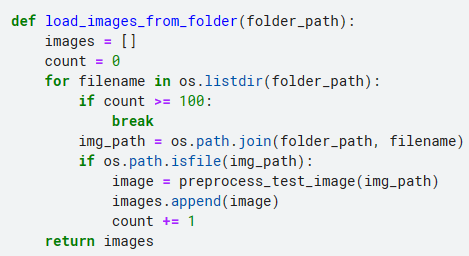 def load_images_from_folder(folder_path):
    images = []
    count = 0
    for filename in os.listdir(folder_path):
        if count >= 100:
            break
        img_path = os.path.join(folder_path, filename)
        if os.path.isfile(img_path):
            image = preprocess_test_image(img_path)
            images.append(image)
            count += 1
    return images